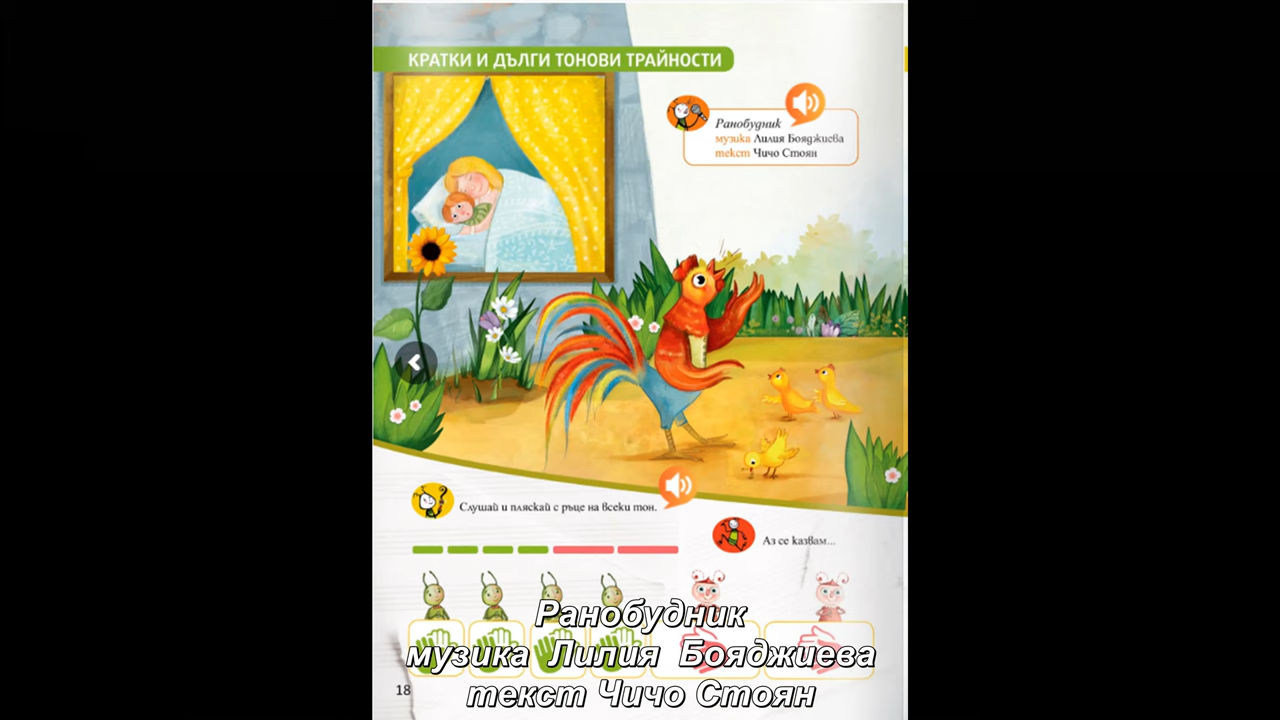 КРАТКИ И ДЪЛГИ ТОНОВИ ТРАЙНОСТИ
Ранобудник
музика Лилия Бояджиева
текст Чичо Стоян
Слушай и пляскай с ръце на всеки тон.
Аз се казвам...
Ранобудник
музика Лилия Бояджиева
текст Чичо Стоян
18